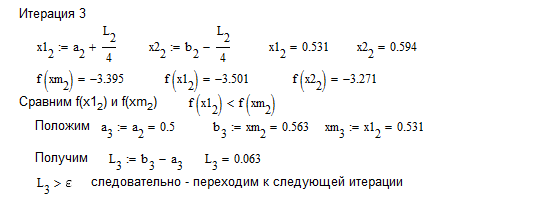 Итерация 3
x1₂ := a₂ + L₂/4 x2₂ := b₂ − L₂/4 x1₂ = 0.531 x2₂ = 0.594
f(xm₂) = −3.395 f(x1₂) = −3.501 f(x2₂) = −3.271
Сравним f(x1₂) и f(xm₂) f(x1₂) < f(xm₂)
Положим a₃ := a₂ = 0.5 b₃ := xm₂ = 0.563 xm₃ := x1₂ = 0.531
Получим L₃ := b₃ − a₃ L₃ = 0.063
L₃ > ε следовательно - переходим к следующей итерации